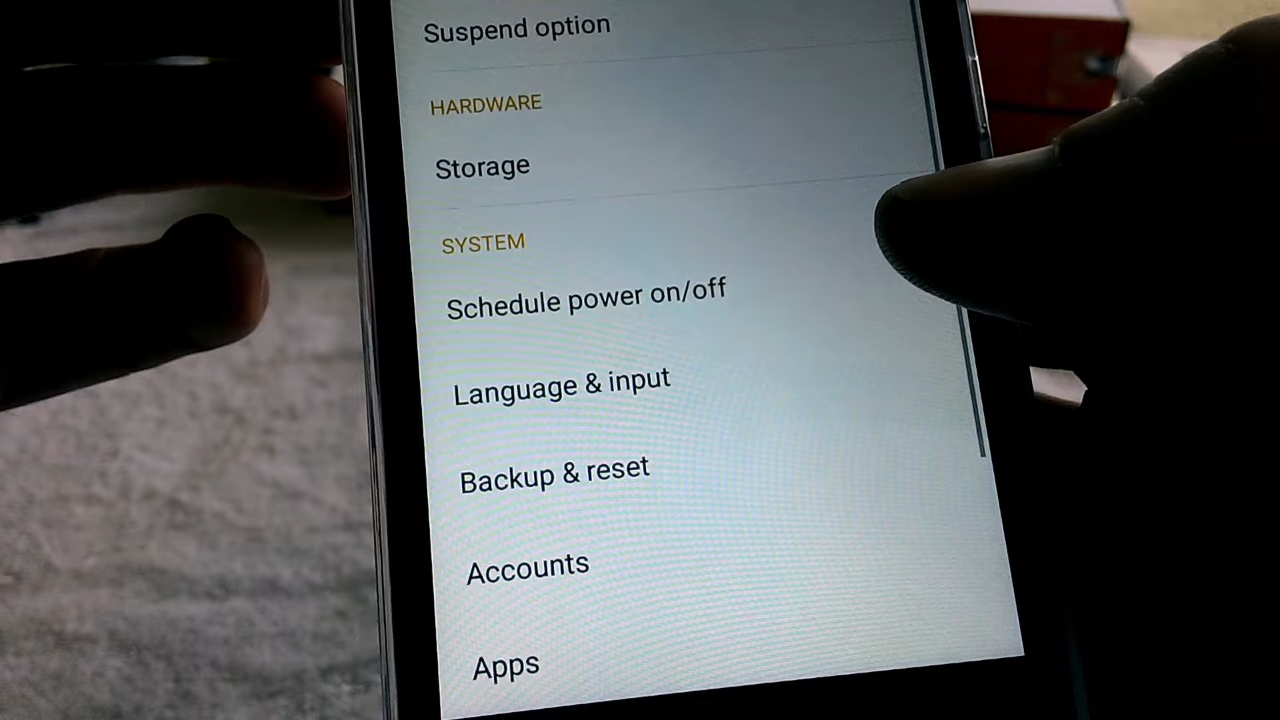 Suspend option
HARDWARE
Storage
SYSTEM
Schedule power on/off
Language & input
Backup & reset
Accounts
Apps